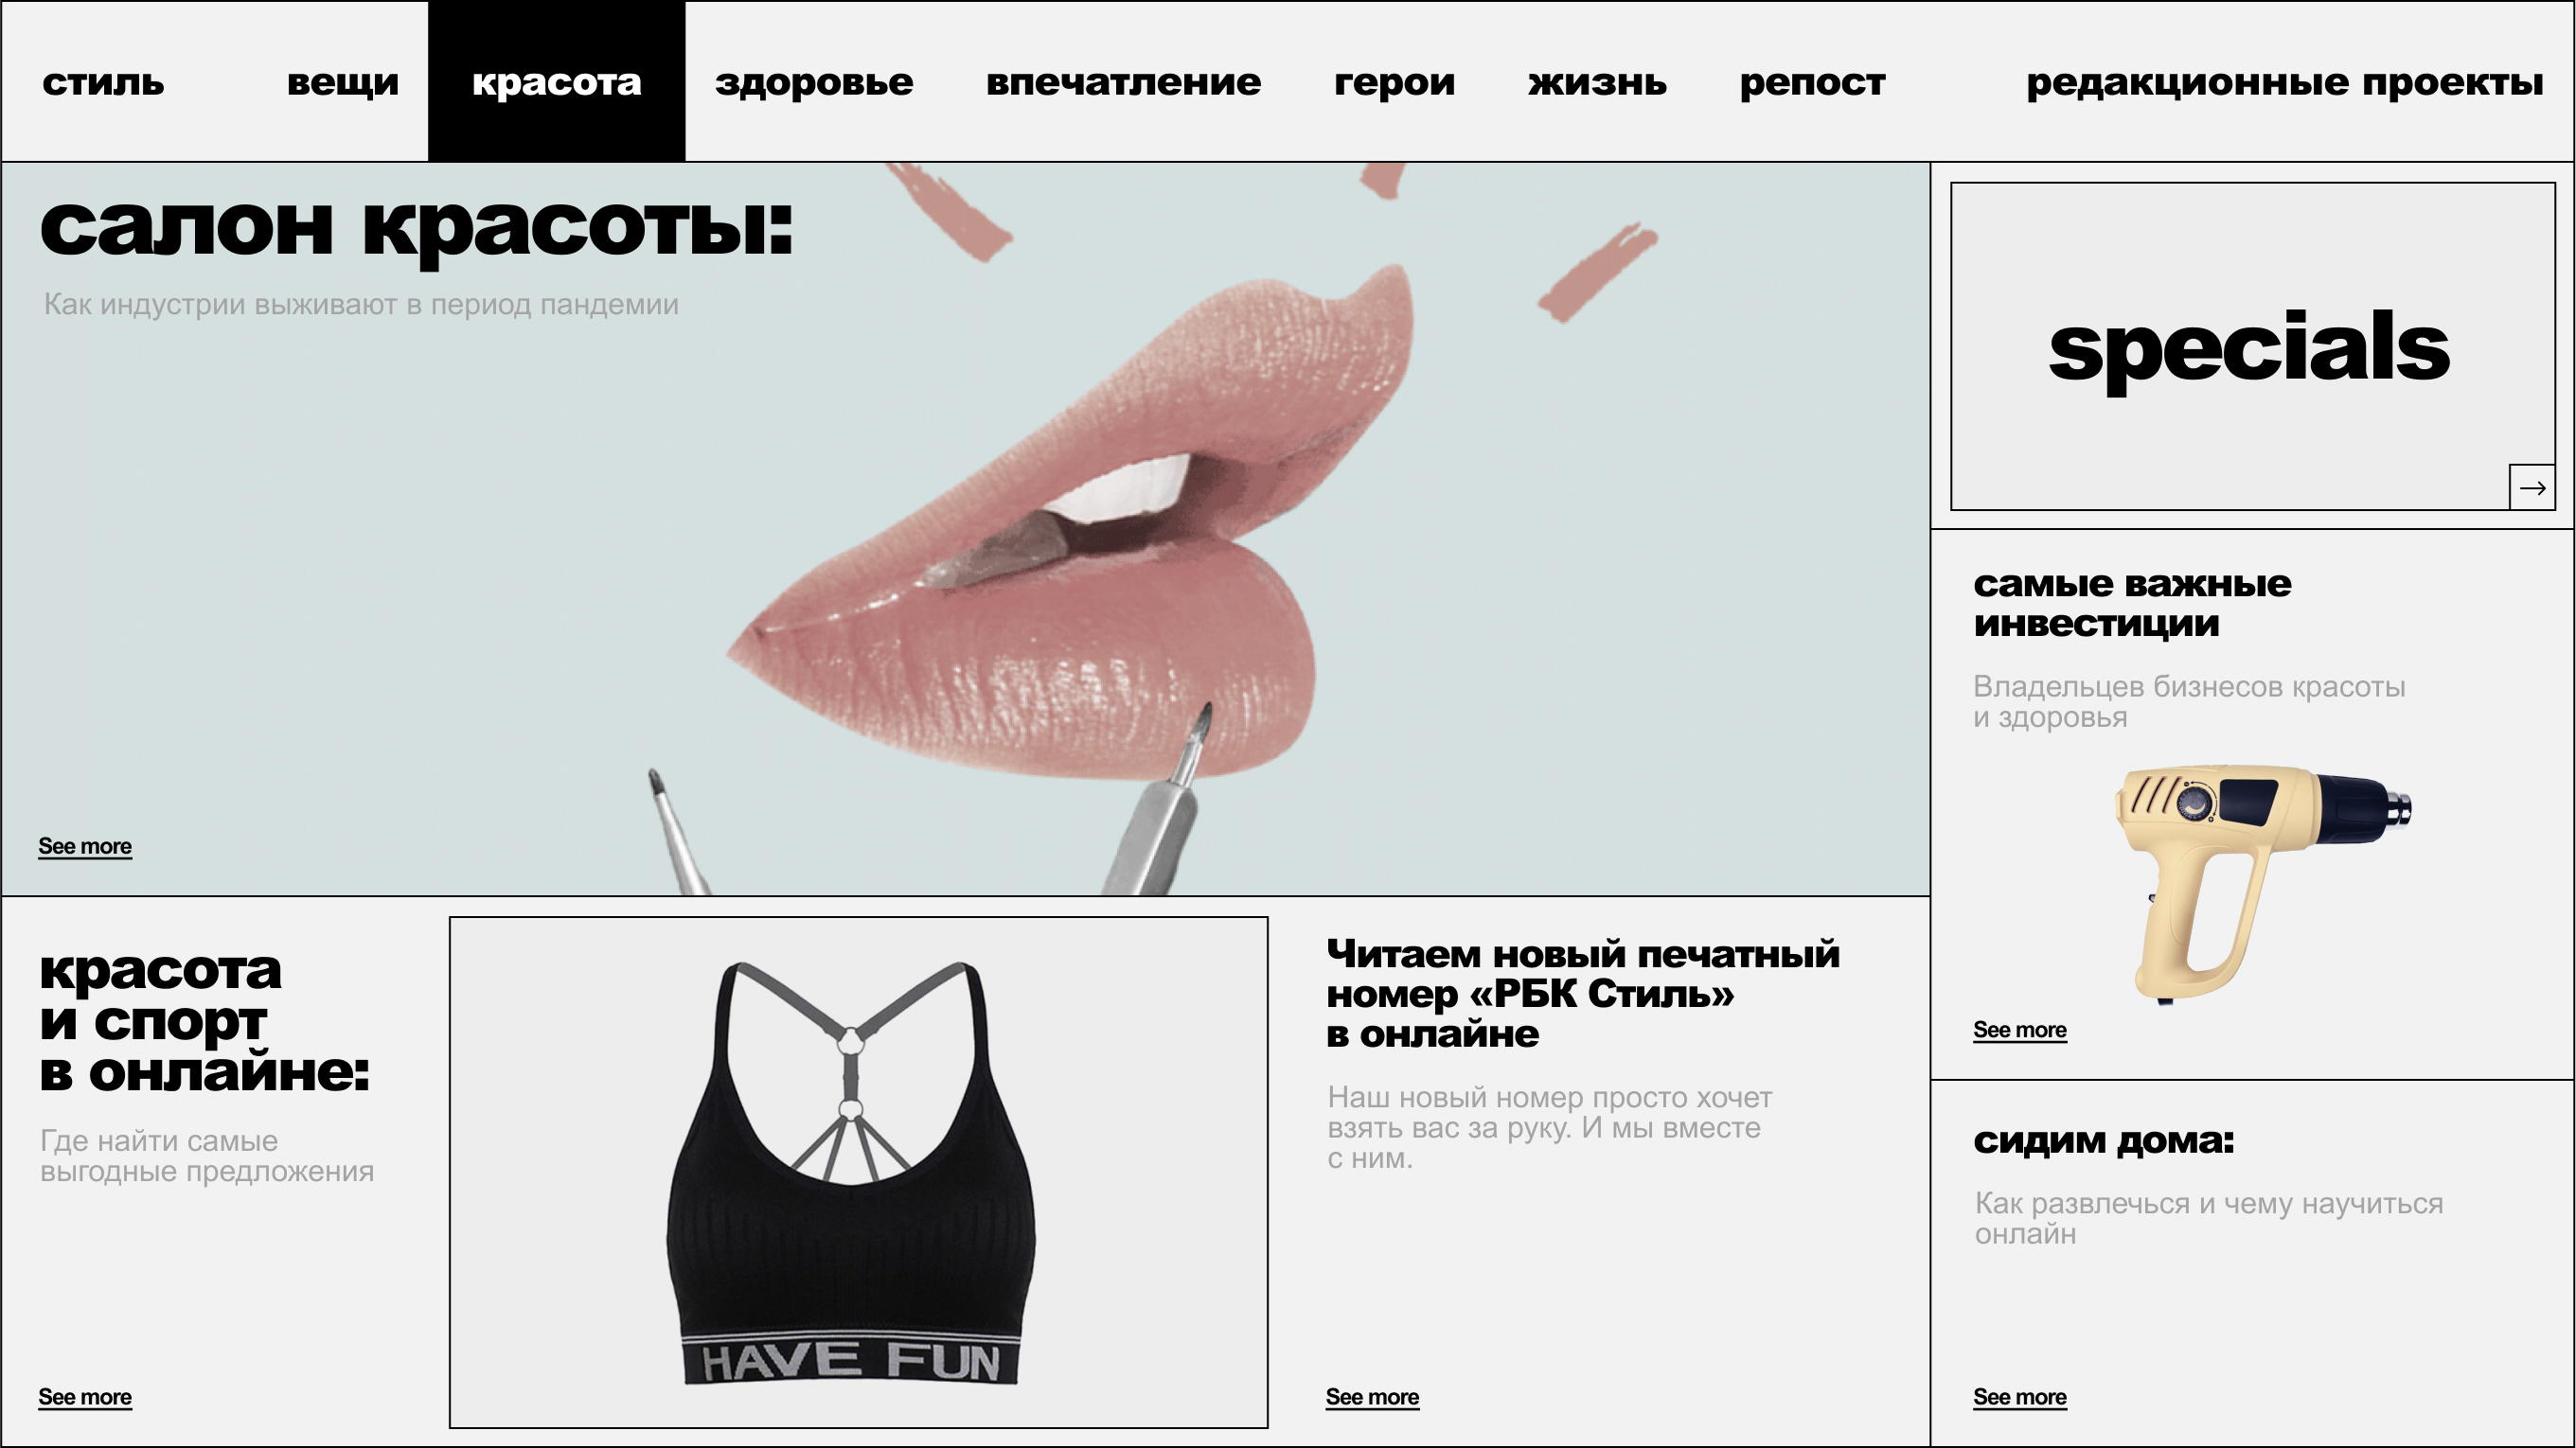 стиль вещи красота здоровье впечатление герои жизнь репост редакционные проекты
салон красоты:
Как индустрии выживают в период пандемии
See more
specials
самые важные
инвестиции
Владельцев бизнесов красоты
и здоровья
See more
красота
и спорт
в онлайне:
Где найти самые
выгодные предложения
See more
HAVE FUN
Читаем новый печатный
номер «РБК Стиль»
в онлайне
Наш новый номер просто хочет
взять вас за руку. И мы вместе
с ним.
See more
сидим дома:
Как развлечься и чему научиться
онлайн
See more